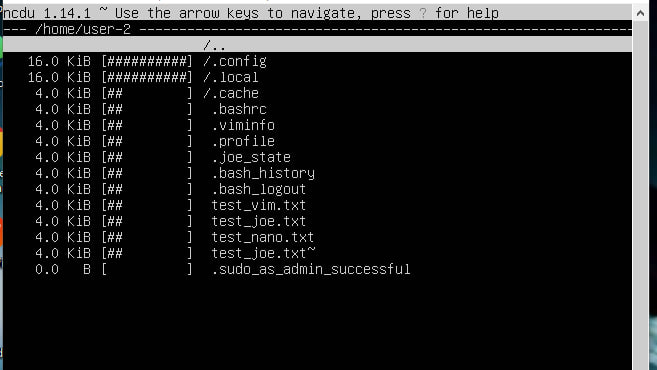 ncdu 1.14.1 ~ Use the arrow keys to navigate, press ? for help
--- /home/user-2 ----------------------------------------------------------------
/..
16.0 KiB [##########] /.config
16.0 KiB [##########] /.local
4.0 KiB [##        ] /.cache
4.0 KiB [##        ]  .bashrc
4.0 KiB [##        ]  .viminfo
4.0 KiB [##        ]  .profile
4.0 KiB [##        ]  .joe_state
4.0 KiB [##        ]  .bash_history
4.0 KiB [##        ]  .bash_logout
4.0 KiB [##        ]  test_vim.txt
4.0 KiB [##        ]  test_joe.txt
4.0 KiB [##        ]  test_nano.txt
4.0 KiB [##        ]  test_joe.txt~
0.0   B [          ]  .sudo_as_admin_successful